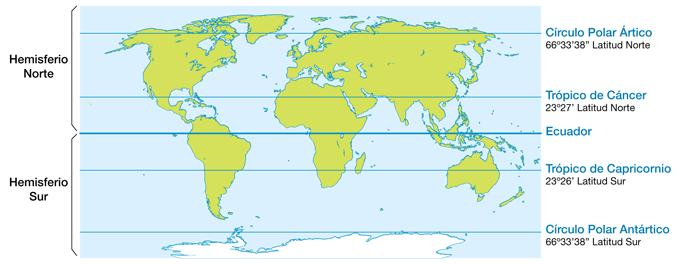 Hemisferio
Norte
Hemisferio
Sur
Círculo Polar Ártico
66º33'38" Latitud Norte
Trópico de Cáncer
23º27' Latitud Norte
Ecuador
Trópico de Capricornio
23º26' Latitud Sur
Círculo Polar Antártico
66º33'38" Latitud Sur